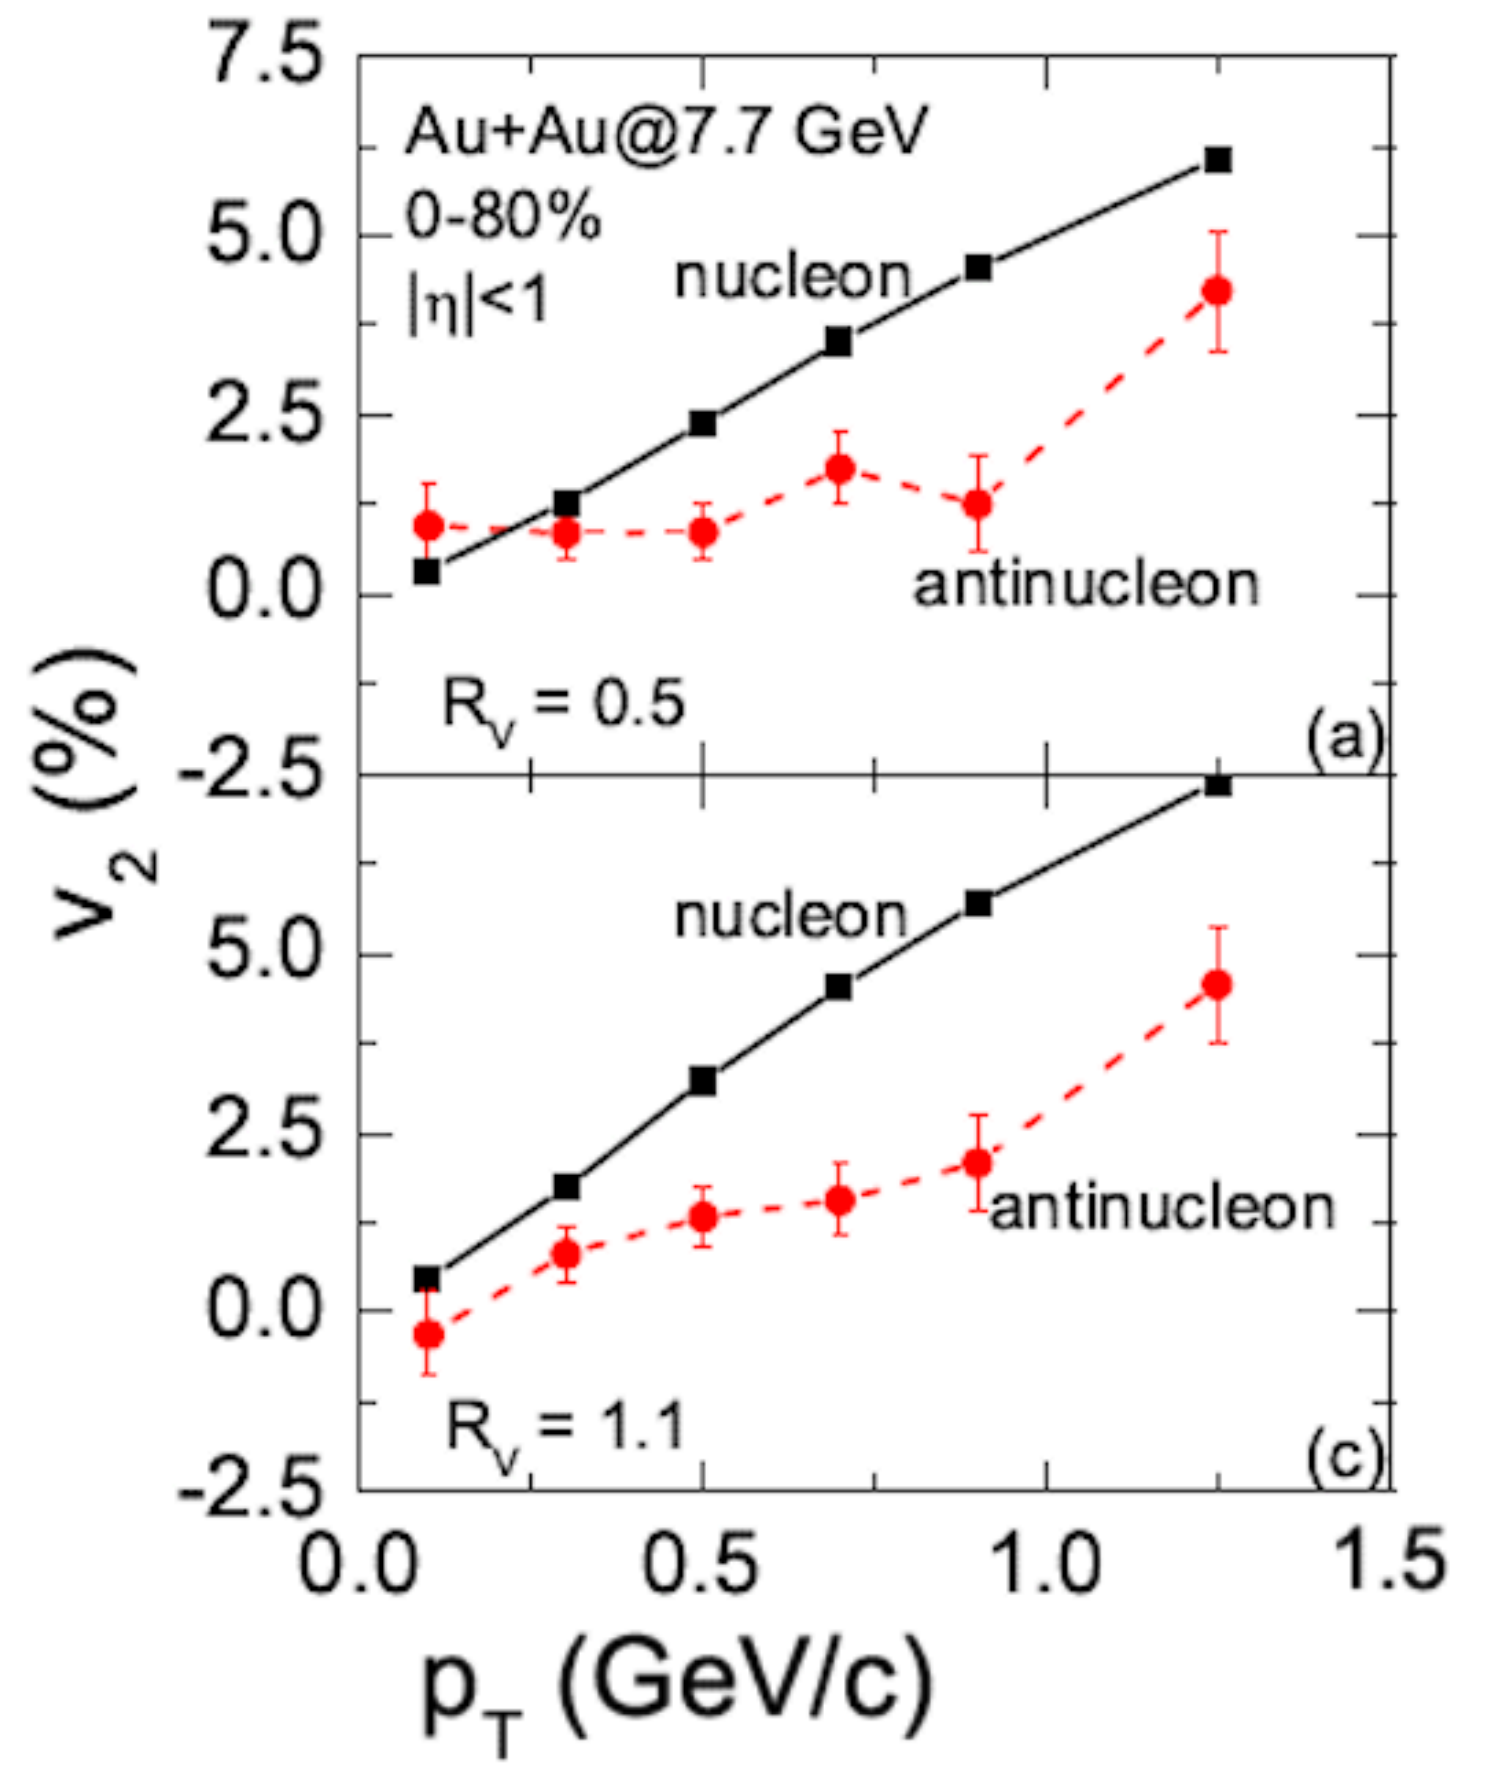 7.5
Au+Au@7.7 GeV
0-80%
|η|<1
nucleon
5.0
2.5
0.0
antinucleon
R_V = 0.5
(a)
-2.5
v_2 (%)
nucleon
5.0
2.5
antinucleon
0.0
R_V = 1.1
(c)
-2.5
0.0 0.5 1.0 1.5
p_T (GeV/c)